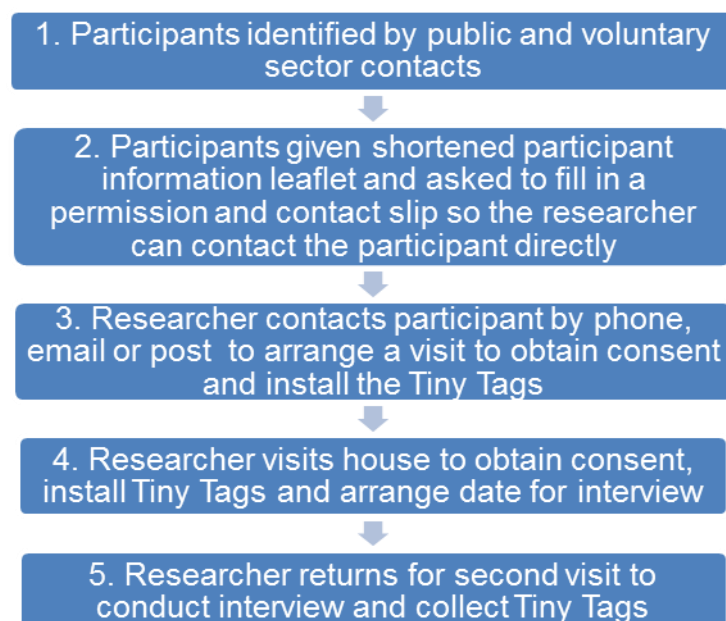 1. Participants identified by public and voluntary
sector contacts
2. Participants given shortened participant
information leaflet and asked to fill in a
permission and contact slip so the researcher
can contact the participant directly
3. Researcher contacts participant by phone,
email or post to arrange a visit to obtain consent
and install the Tiny Tags
4. Researcher visits house to obtain consent,
install Tiny Tags and arrange date for interview
5. Researcher returns for second visit to
conduct interview and collect Tiny Tags